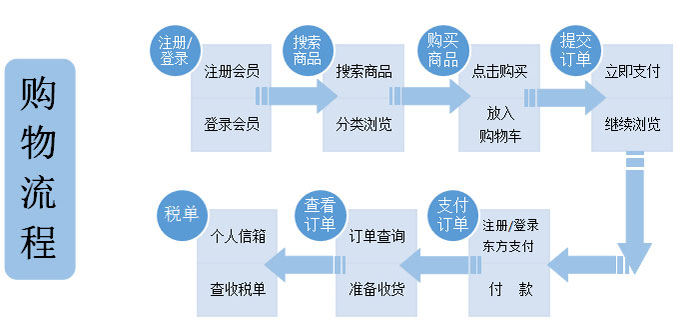 购物流程
注册/
登录
注册会员
登录会员
搜索
商品
搜索商品
分类浏览
购买
商品
点击购买
放入
购物车
提交
订单
立即支付
继续浏览
支付
订单
注册/登录
东方支付
付 款
查看
订单
订单查询
准备收货
税单
个人信箱
查收税单